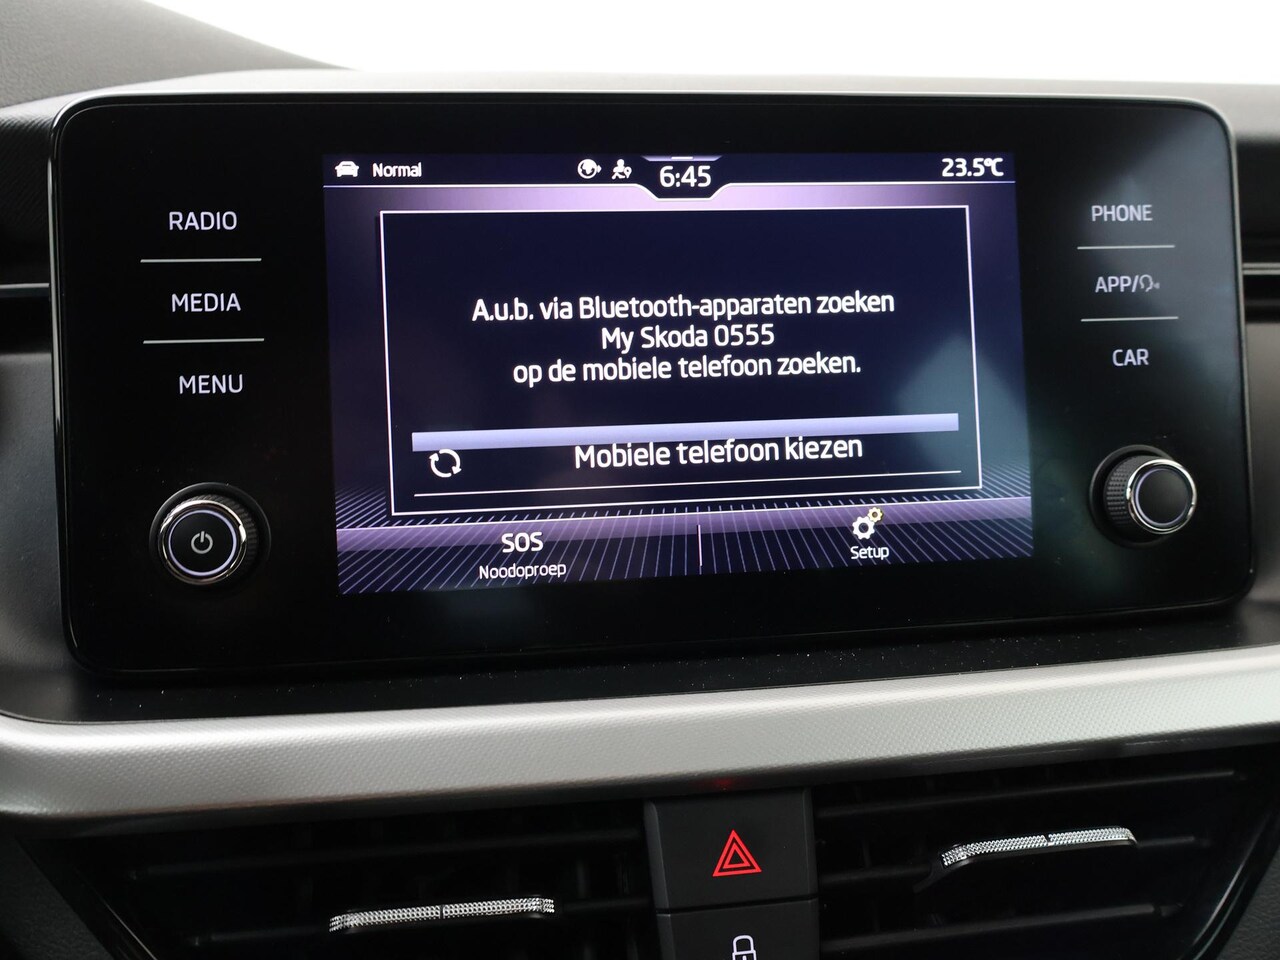 Normal
6:45
23.5°C
RADIO
MEDIA
MENU
PHONE
APP/
CAR
A.u.b. via Bluetooth-apparaten zoeken
My Skoda 0555
op de mobiele telefoon zoeken.
Mobiele telefoon kiezen
SOS
Noodoproep
Setup